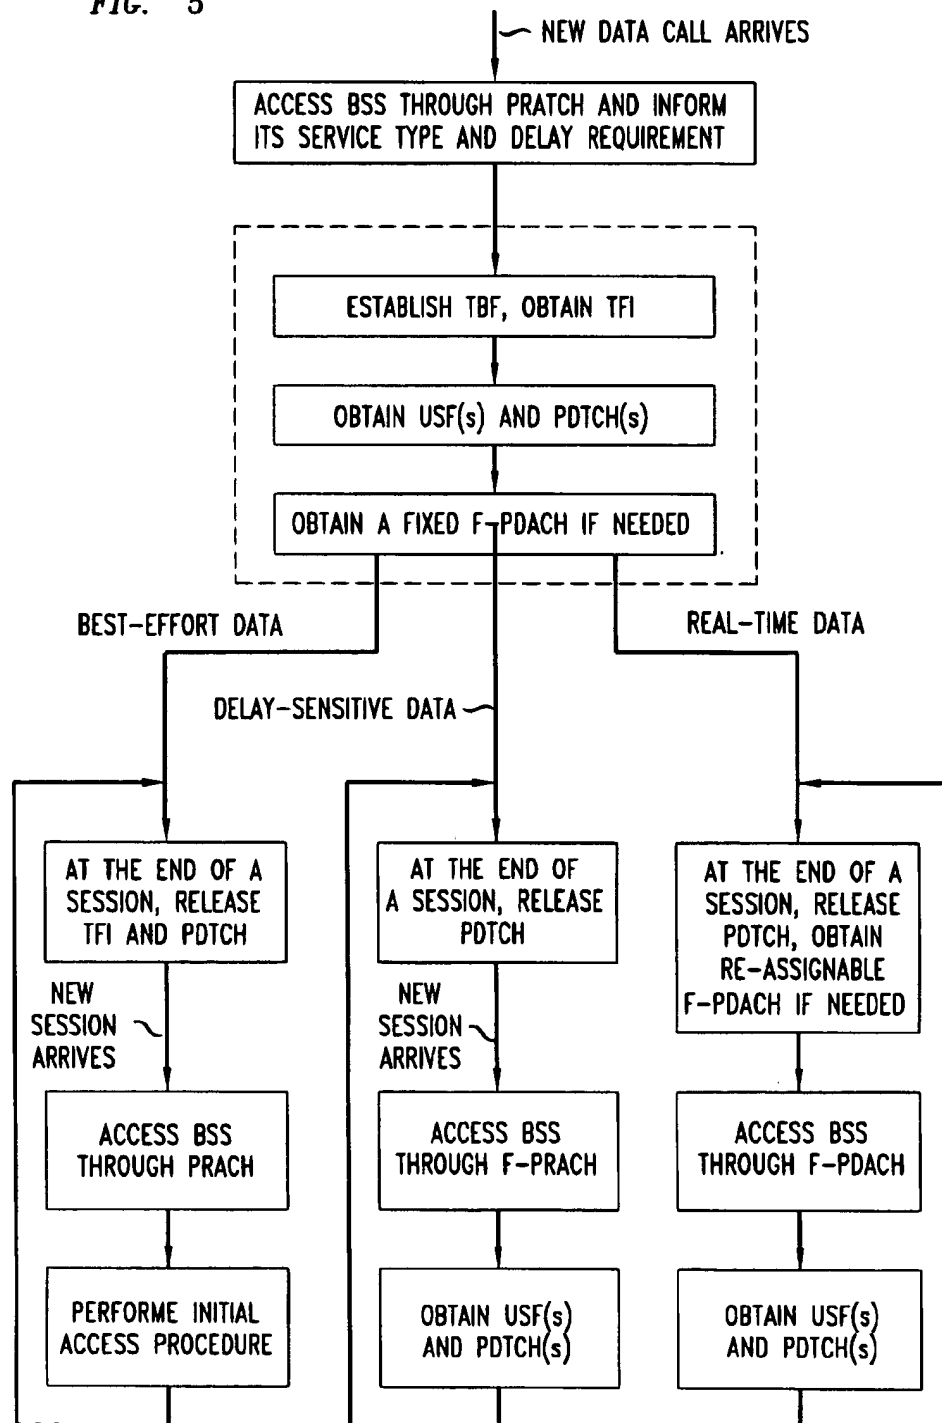 FIG. 5
NEW DATA CALL ARRIVES
ACCESS BSS THROUGH PRATCH AND INFORM
ITS SERVICE TYPE AND DELAY REQUIREMENT
ESTABLISH TBF, OBTAIN TFI
OBTAIN USF(s) AND PDTCH(s)
OBTAIN A FIXED F-PDACH IF NEEDED
BEST-EFFORT DATA
REAL-TIME DATA
DELAY-SENSITIVE DATA
AT THE END OF A
SESSION, RELEASE
TFI AND PDTCH
NEW
SESSION
ARRIVES
ACCESS BSS
THROUGH PRACH
PERFORME INITIAL
ACCESS PROCEDURE
AT THE END OF
A SESSION, RELEASE
PDTCH
NEW
SESSION
ARRIVES
ACCESS BSS
THROUGH F-PRACH
OBTAIN USF(s)
AND PDTCH(s)
AT THE END OF A
SESSION, RELEASE
PDTCH, OBTAIN
RE-ASSIGNABLE
F-PDACH IF NEEDED
ACCESS BSS
THROUGH F-PDACH
OBTAIN USF(s)
AND PDTCH(s)